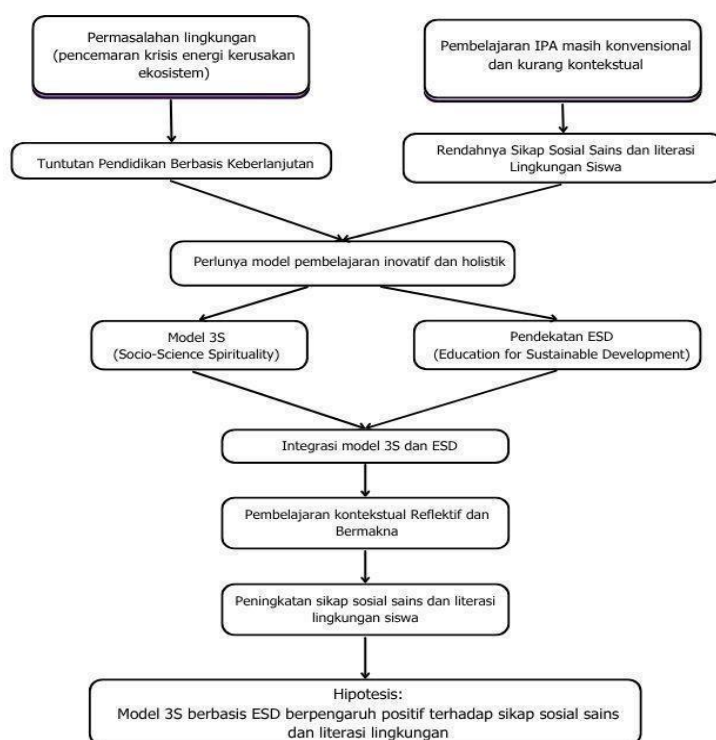 Permasalahan lingkungan
(pencemaran krisis energi kerusakan
ekosistem)
Pembelajaran IPA masih konvensional
dan kurang kontekstual
Tuntutan Pendidikan Berbasis Keberlanjutan
Rendahnya Sikap Sosial Sains dan literasi
Lingkungan Siswa
Perlunya model pembelajaran inovatif dan holistik
Model 3S
(Socio-Science Spirituality)
Pendekatan ESD
(Education for Sustainable Development)
Integrasi model 3S dan ESD
Pembelajaran kontekstual Reflektif dan
Bermakna
Peningkatan sikap sosial sains dan literasi
lingkungan siswa
Hipotesis:
Model 3S berbasis ESD berpengaruh positif terhadap sikap sosial sains
dan literasi lingkungan